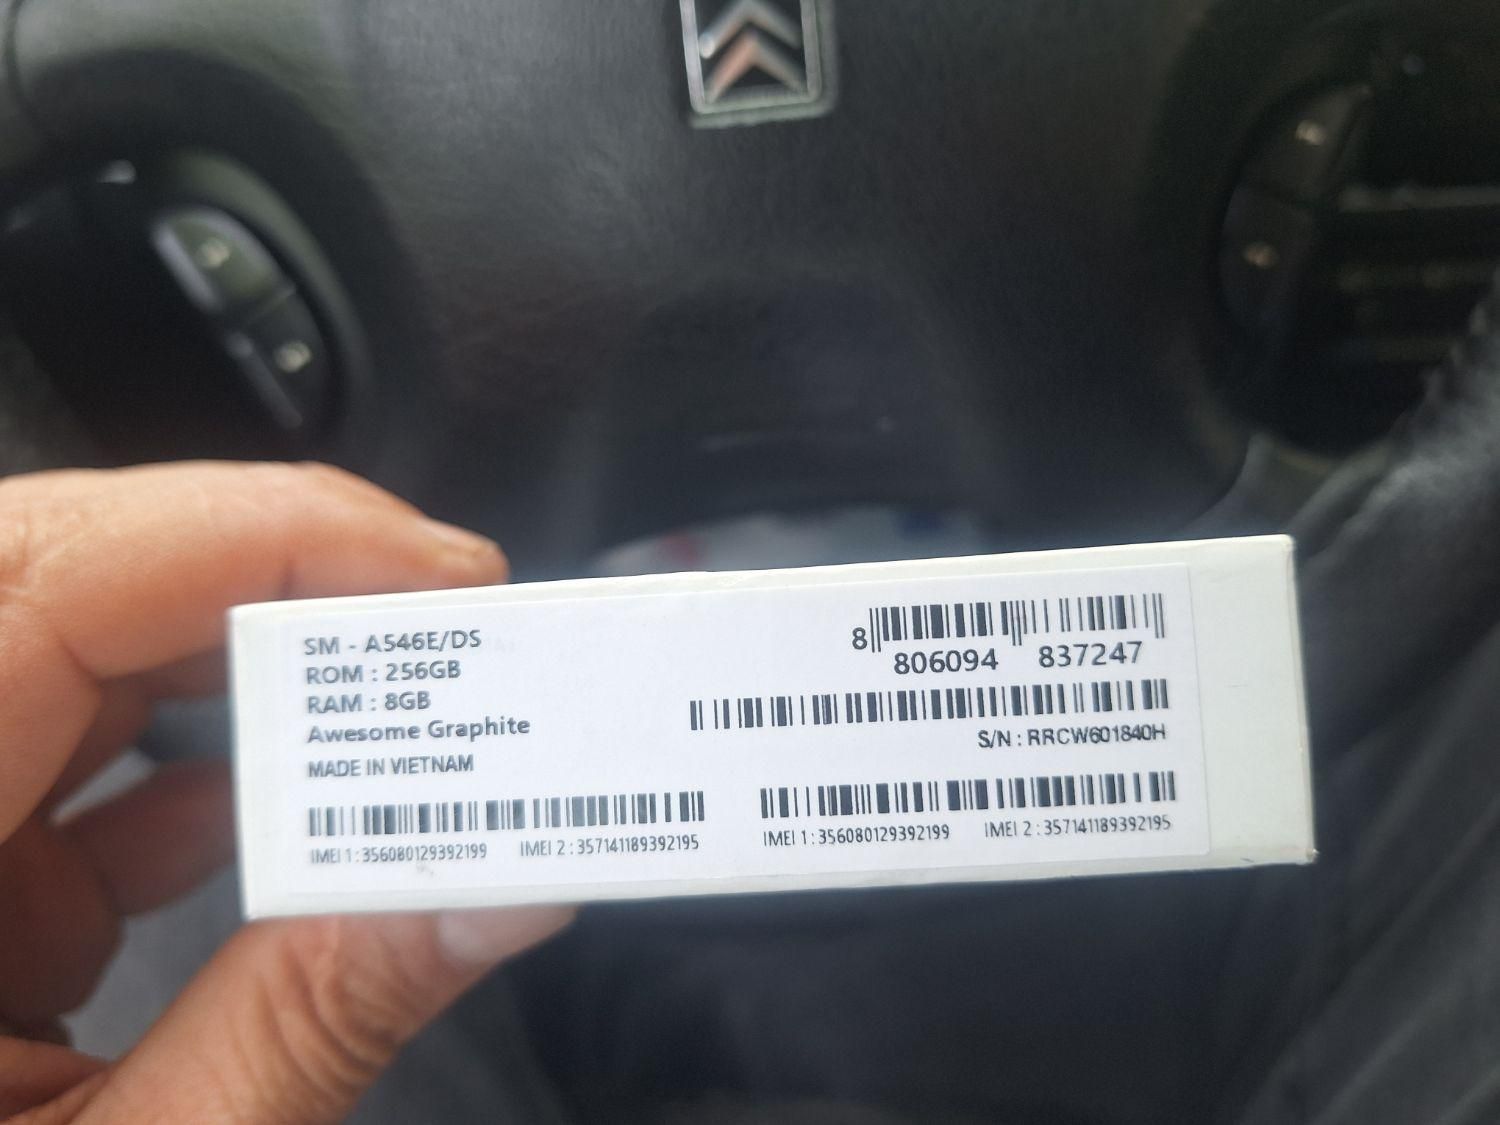 SM - A546E/DS
ROM : 256GB
RAM : 8GB
Awesome Graphite
MADE IN VIETNAM
8 806094 837247
S/N : RRCW601840H
IMEI 1 : 356080129392199 IMEI 2 : 357141189392195
IMEI 1 : 356080129392199 IMEI 2 : 357141189392195